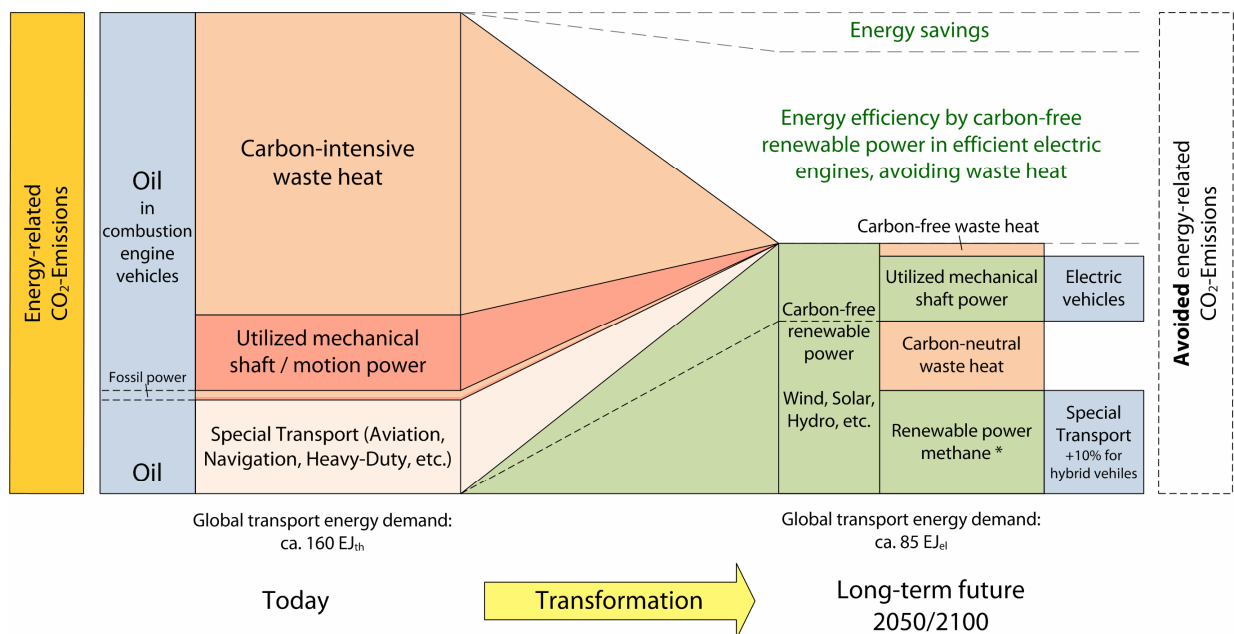 Energy-related
CO₂-Emissions
Oil
in
combustion
engine
vehicles
Fossil power
Oil
Carbon-intensive
waste heat
Utilized mechanical
shaft / motion power
Special Transport (Aviation,
Navigation, Heavy-Duty, etc.)
Energy savings
Energy efficiency by carbon-free
renewable power in efficient electric
engines, avoiding waste heat
Carbon-free waste heat
Carbon-free
renewable
power
Wind, Solar,
Hydro, etc.
Utilized mechanical
shaft power
Carbon-neutral
waste heat
Renewable power
methane *
Electric
vehicles
Special
Transport
+10% for
hybrid vehiles
Avoided energy-related
CO₂-Emissions
Global transport energy demand:
ca. 160 EJth
Global transport energy demand:
ca. 85 EJel
Today
Transformation
Long-term future
2050/2100